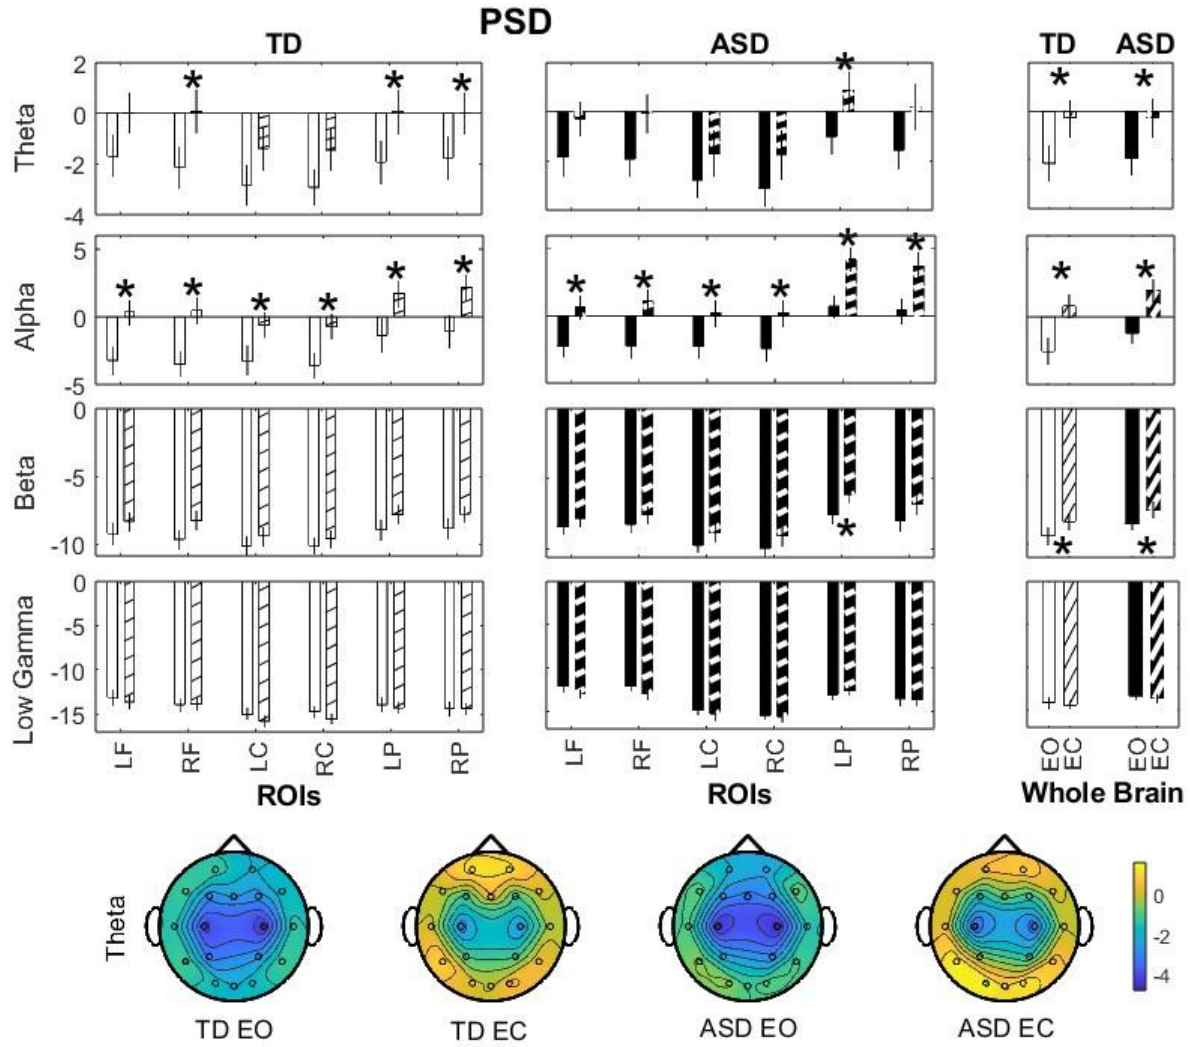 PSD
TD ASD TD ASD
Theta
2
0
-2
-4
* * * * * *
Alpha
5
0
-5
* * * * * * * * * * * * * *
Beta
0
-5
-10
* * *
Low Gamma
0
-5
-10
-15
LF RF LC RC LP RP LF RF LC RC LP RP EO EC EO EC
ROIs ROIs Whole Brain
Theta
0
-2
-4
TD EO TD EC ASD EO ASD EC